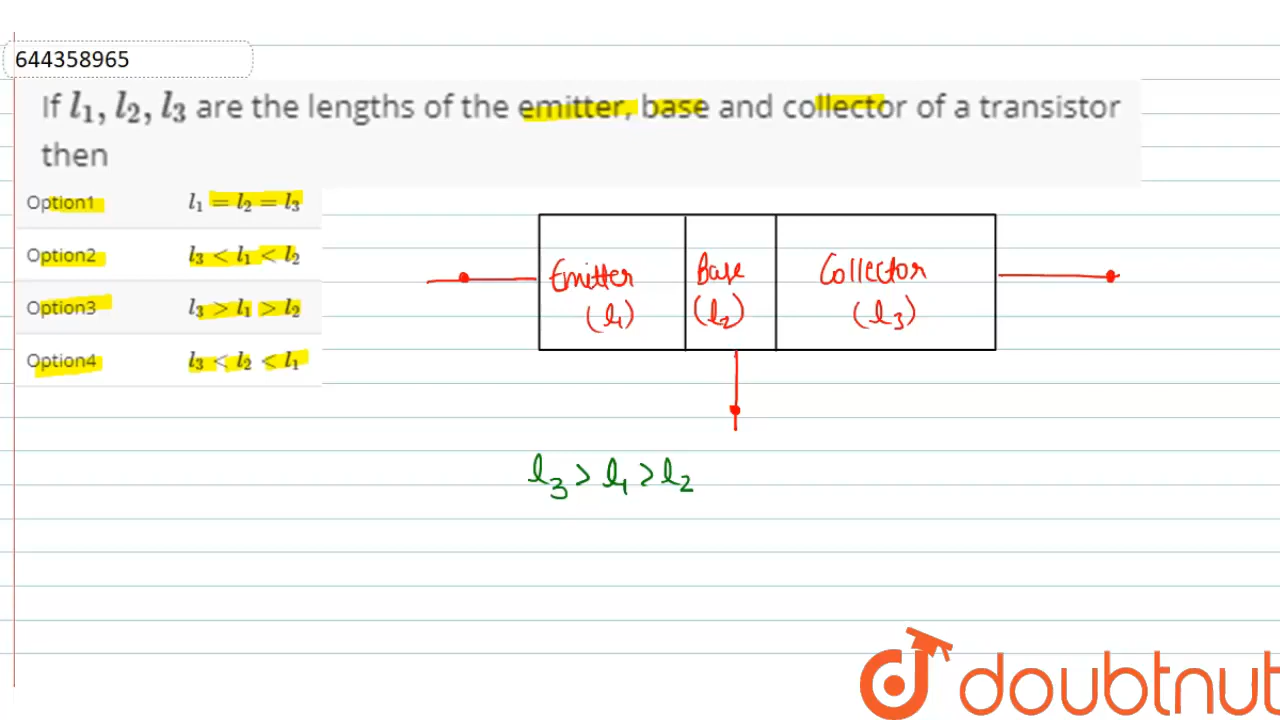 644358965
If l₁, l₂, l₃ are the lengths of the emitter, base and collector of a transistor
then
Option1 l₁ = l₂ = l₃
Option2 l₃ < l₁ < l₂
Option3 l₃ > l₁ > l₂
Option4 l₃ < l₂ < l₁
Emitter
(l₁)
Base
(l₂)
Collector
(l₃)
l₃ > l₁ > l₂
doubtnut